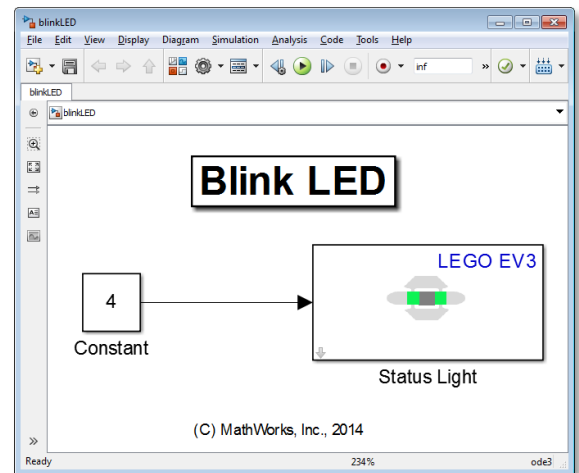 blinkLED
File Edit View Display Diagram Simulation Analysis Code Tools Help
inf »
blinkLED
blinkLED
Blink LED
LEGO EV3
4
Constant
Status Light
(C) MathWorks, Inc., 2014
»
Ready 234% ode3